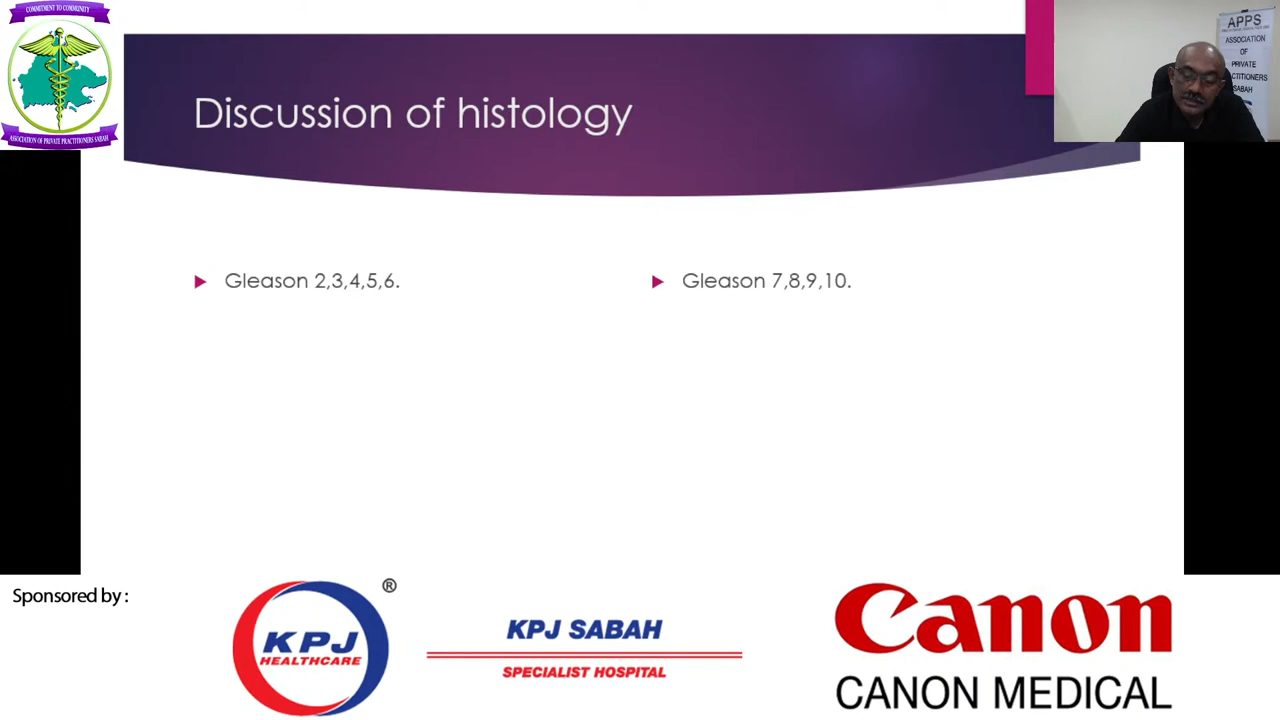 COMMITMENT TO COMMUNITY
ASSOCIATION OF PRIVATE PRACTITIONERS SABAH
Discussion of histology
APPS
ASSOCIATION
OF
PRIVATE
CTITIONERS
SABAH
Gleason 2,3,4,5,6.
Gleason 7,8,9,10.
Sponsored by :
KPJ
HEALTHCARE
®
KPJ SABAH
SPECIALIST HOSPITAL
Canon
CANON MEDICAL